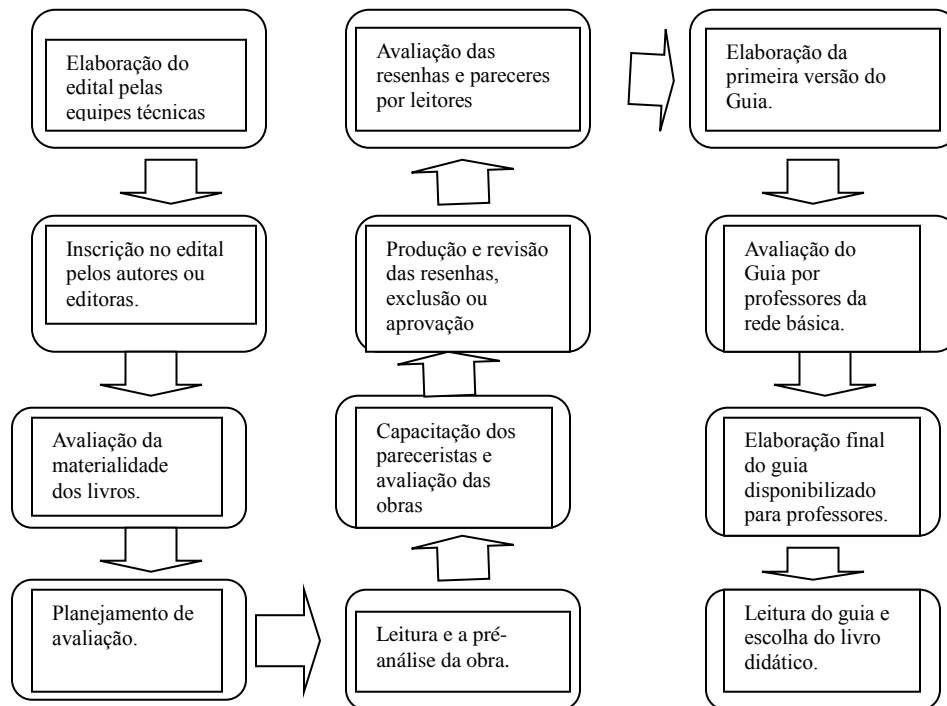 Elaboração do
edital pelas
equipes técnicas
Inscrição no edital
pelos autores ou
editoras.
Avaliação da
materialidade
dos livros.
Planejamento de
avaliação.
Leitura e a pré-
análise da obra.
Capacitação dos
pareceristas e
avaliação das
obras
Produção e revisão
das resenhas,
exclusão ou
aprovação
Avaliação das
resenhas e pareceres
por leitores
Elaboração da
primeira versão do
Guia.
Avaliação do
Guia por
professores da
rede básica.
Elaboração final
do guia
disponibilizado
para professores.
Leitura do guia e
escolha do livro
didático.